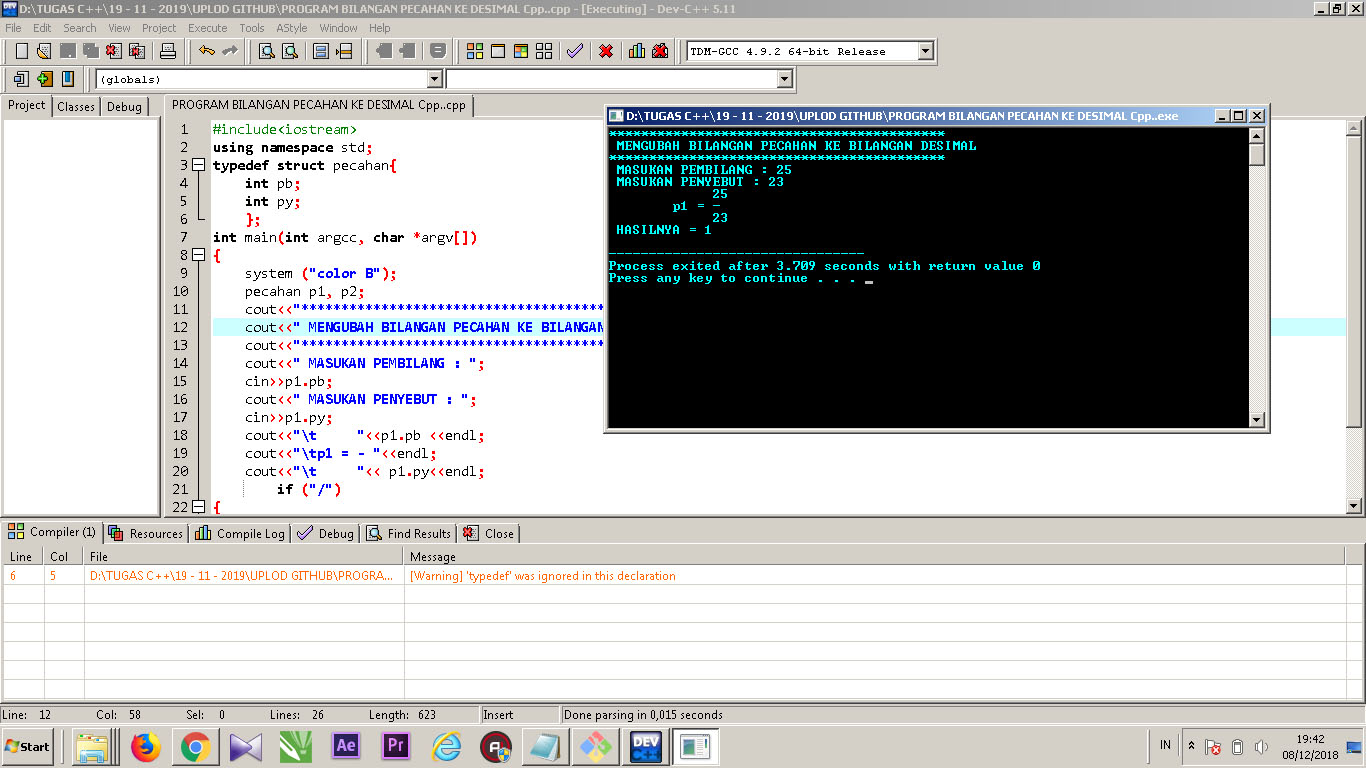 D:\TUGAS C++\19 - 11 - 2019\UPLOD GITHUB\PROGRAM BILANGAN PECAHAN KE DESIMAL Cpp..cpp - [Executing] - Dev-C++ 5.11
File Edit Search View Project Execute Tools AStyle Window Help
TDM-GCC 4.9.2 64-bit Release
(globals)
Project Classes Debug
PROGRAM BILANGAN PECAHAN KE DESIMAL Cpp..cpp
1 #include<iostream>
2 using namespace std;
3 typedef struct pecahan{
4 int pb;
5 int py;
6 };
7 int main(int argcc, char *argv[])
8 {
9 system ("color B");
10 pecahan p1, p2;
11 cout<<"**************************************
12 cout<<" MENGUBAH BILANGAN PECAHAN KE BILANGAN
13 cout<<"**************************************
14 cout<<" MASUKAN PEMBILANG : ";
15 cin>>p1.pb;
16 cout<<" MASUKAN PENYEBUT : ";
17 cin>>p1.py;
18 cout<<"\t     "<<p1.pb <<endl;
19 cout<<"\tp1 = - "<<endl;
20 cout<<"\t     "<< p1.py<<endl;
21 if ("/")
22 {
D:\TUGAS C++\19 - 11 - 2019\UPLOD GITHUB\PROGRAM BILANGAN PECAHAN KE DESIMAL Cpp..exe
******************************************
MENGUBAH BILANGAN PECAHAN KE BILANGAN DESIMAL
******************************************
MASUKAN PEMBILANG : 25
MASUKAN PENYEBUT : 23
25
p1 = -
23
HASILNYA = 1
--------------------------------
Process exited after 3.709 seconds with return value 0
Press any key to continue . . . _
Compiler (1) Resources Compile Log Debug Find Results Close
Line Col File Message
6 5 D:\TUGAS C++\19 - 11 - 2019\UPLOD GITHUB\PROGRA... [Warning] 'typedef' was ignored in this declaration
Line: 12 Col: 58 Sel: 0 Lines: 26 Length: 623 Insert Done parsing in 0,015 seconds
Start Ae Pr DEV IN 19:42
08/12/2018